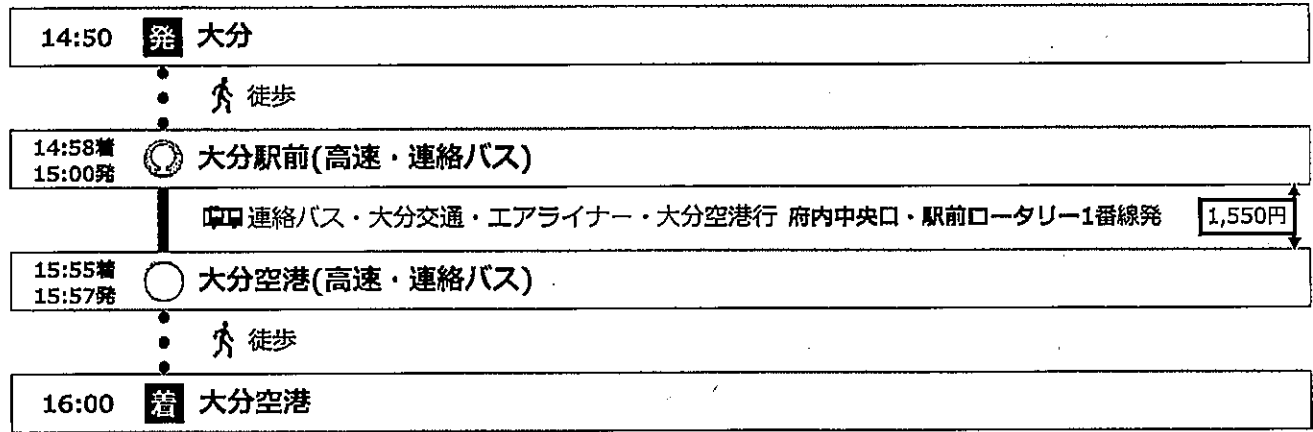 14:50 発 大分
徒歩
14:58着
15:00発
大分駅前(高速・連絡バス)
連絡バス・大分交通・エアライナー・大分空港行 府内中央口・駅前ロータリー1番線発 1,550円
15:55着
15:57発
大分空港(高速・連絡バス)
徒歩
16:00 着 大分空港